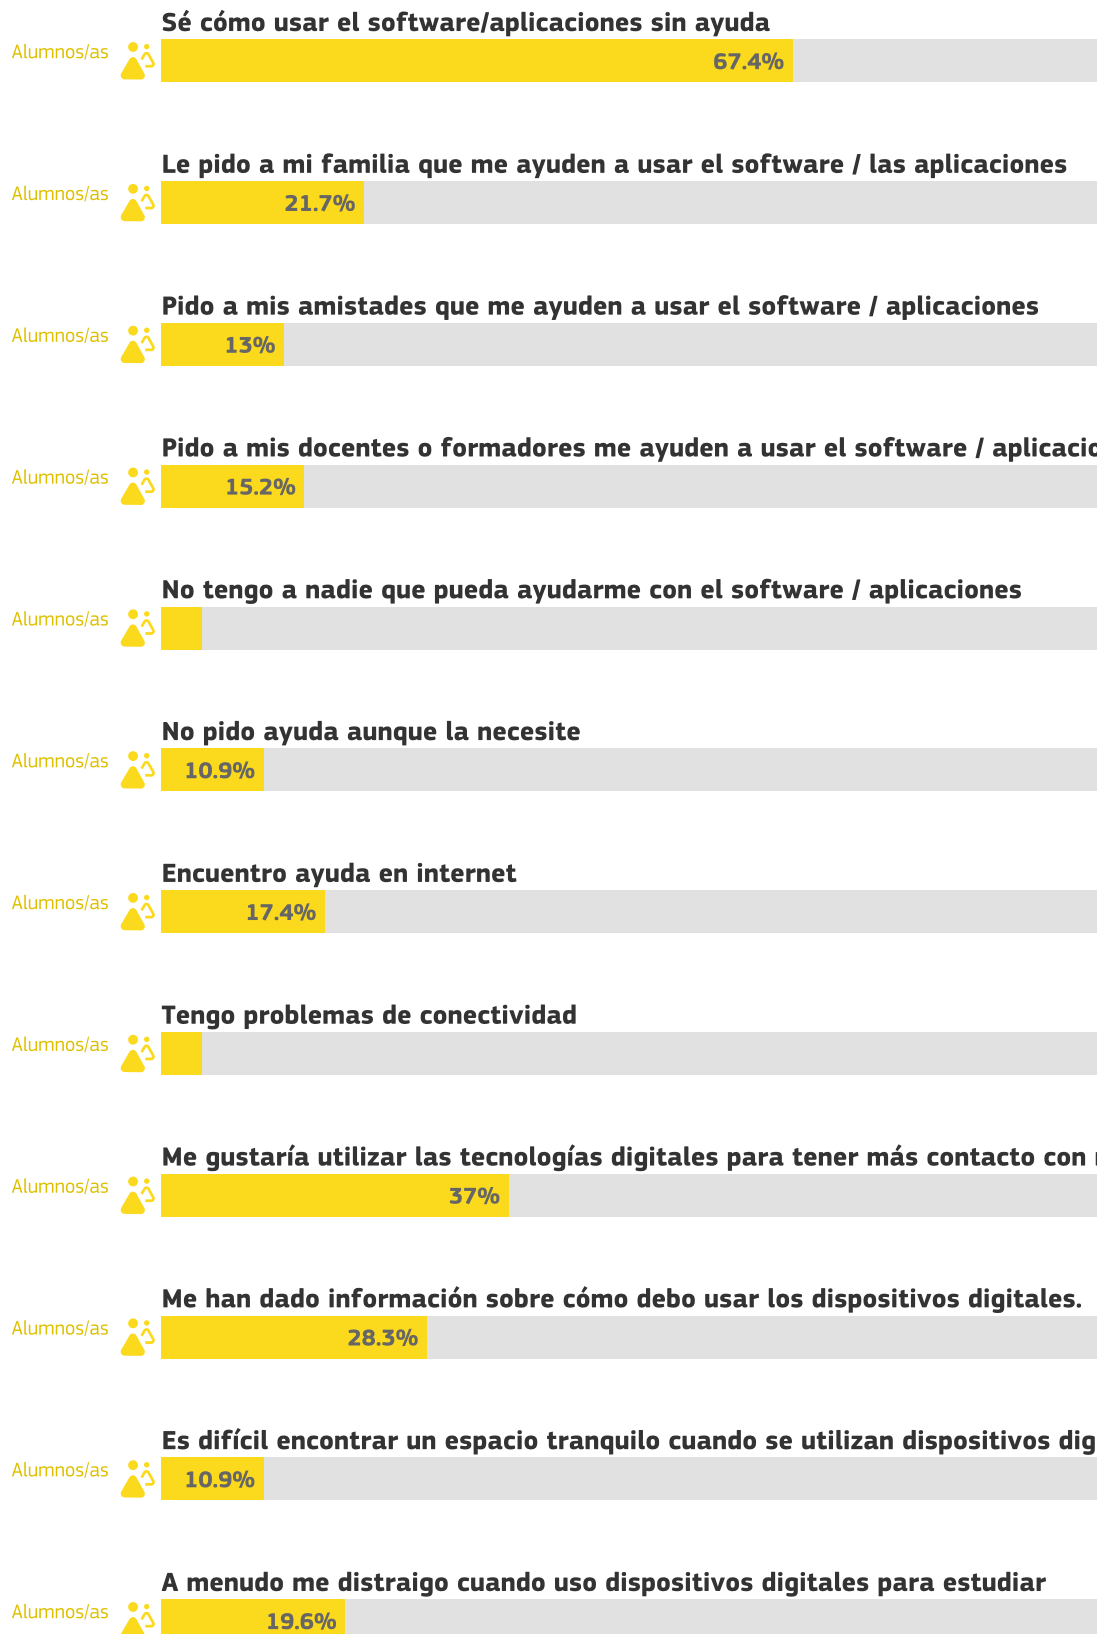 Sé cómo usar el software/aplicaciones sin ayuda
Alumnos/as
67.4%
Le pido a mi familia que me ayuden a usar el software / las aplicaciones
Alumnos/as
21.7%
Pido a mis amistades que me ayuden a usar el software / aplicaciones
Alumnos/as
13%
Pido a mis docentes o formadores me ayuden a usar el software /
Alumnos/as
15.2%
No tengo a nadie que pueda ayudarme con el software / aplicaciones
Alumnos/as
No pido ayuda aunque la necesite
Alumnos/as
10.9%
Encuentro ayuda en internet
Alumnos/as
17.4%
Tengo problemas de conectividad
Alumnos/as
Me gustaría utilizar las tecnologías digitales para tener más contacto con
Alumnos/as
37%
Me han dado información sobre cómo debo usar los dispositivos digitales.
Alumnos/as
28.3%
Es difícil encontrar un espacio tranquilo cuando se utilizan dispositivos
Alumnos/as
10.9%
A menudo me distraigo cuando uso dispositivos digitales para estudiar
Alumnos/as
19.6%